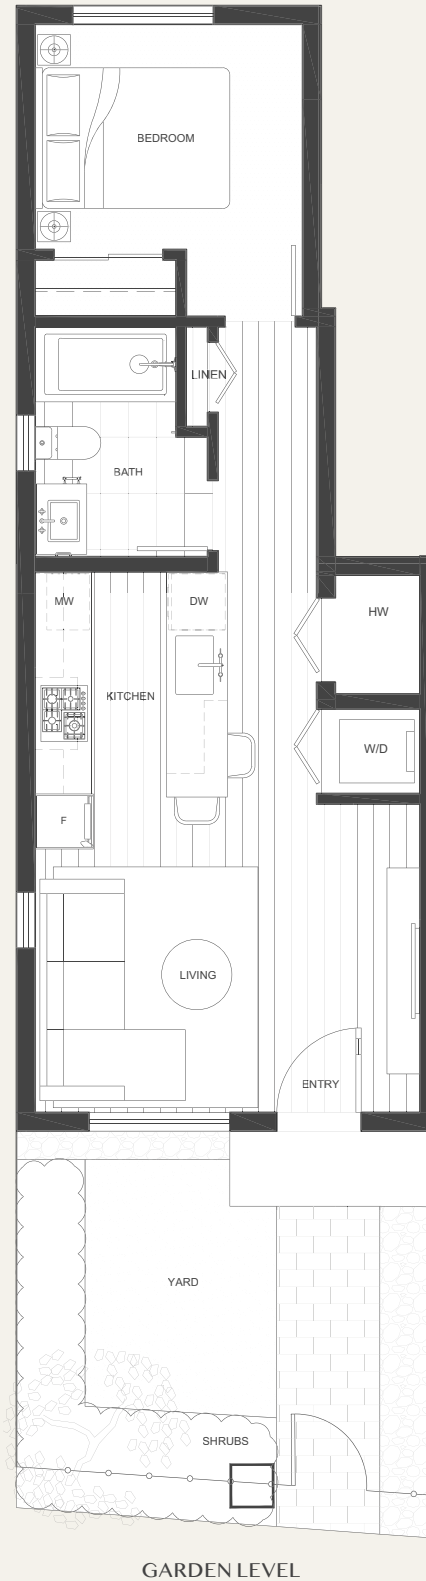 BEDROOM
LINEN
BATH
MW
DW
HW
KITCHEN
W/D
F
LIVING
ENTRY
YARD
SHRUBS
GARDEN LEVEL